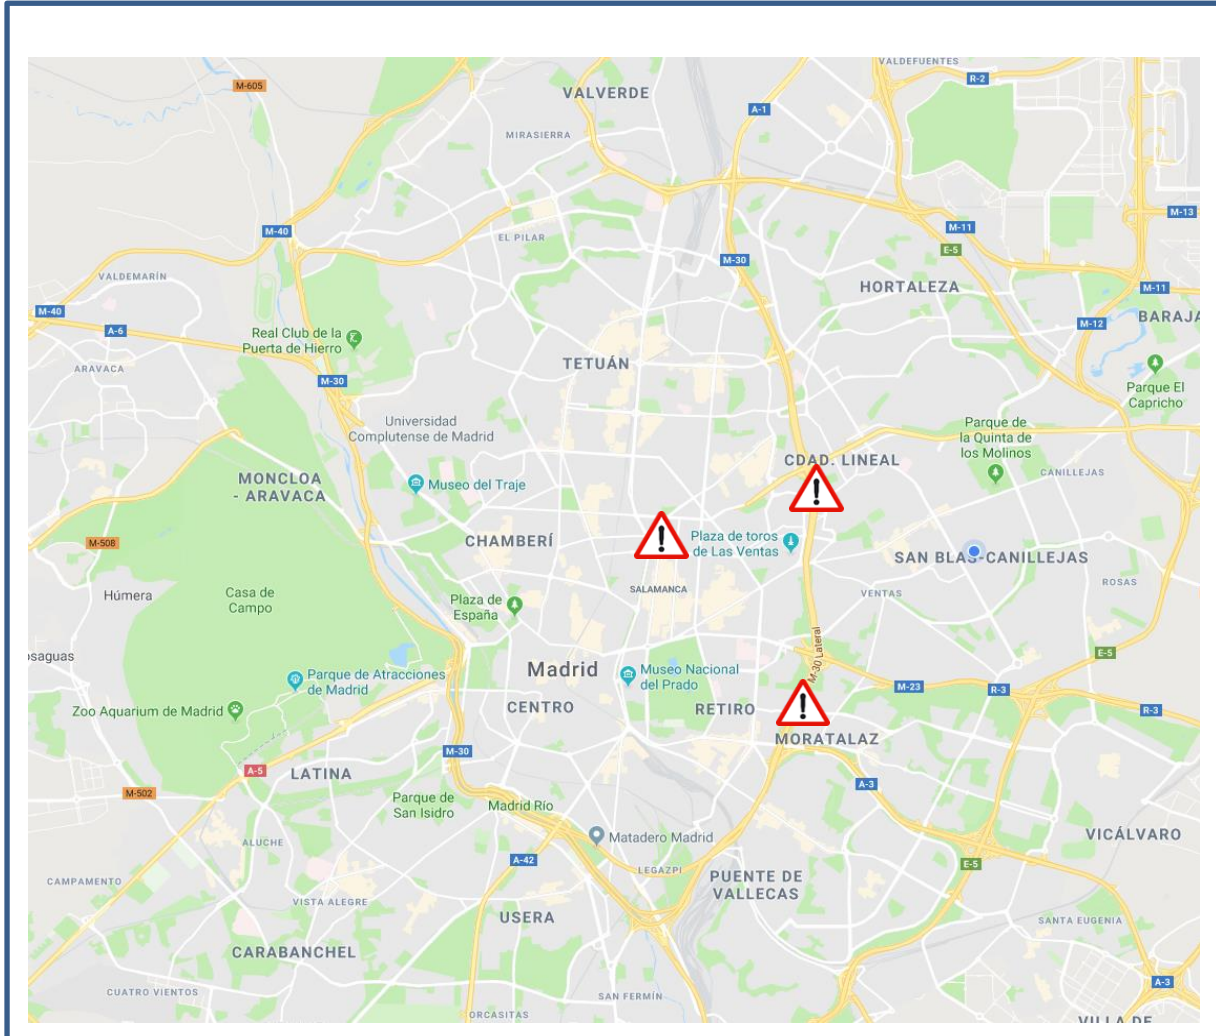 VALDEFUENTES
R-2
M-605
VALVERDE
A-1
MIRASIERRA
M-13
M-40
M-11
EL PILAR
E-5
M-30
VALDEMARÍN
HORTALEZA
M-11
M-40
BARAJA
M-12
A-6
Real Club de la
Puerta de Hierro
TETUÁN
ARAVACA
M-30
Parque El
Capricho
Universidad
Complutense de Madrid
Parque de
la Quinta de
los Molinos
CDAD. LINEAL
CANILLEJAS
MONCLOA
- ARAVACA
Museo del Traje
M-508
CHAMBERÍ
Plaza de toros
de Las Ventas
SAN BLAS-CANILLEJAS
ROSAS
Húmera
Casa de
Campo
Plaza de
España
SALAMANCA
VENTAS
osaguas
M-30 Lateral
E-5
Parque de Atracciones
de Madrid
Madrid
Museo Nacional
del Prado
M-23
R-3
Zoo Aquarium de Madrid
CENTRO
RETIRO
R-3
MORATALAZ
M-30
A-5
LATINA
A-3
M-502
Parque de
San Isidro
Madrid Río
Matadero Madrid
VICÁLVARO
ALUCHE
A-42
LEGAZPI
E-5
CAMPAMENTO
PUENTE DE
VALLECAS
VISTA ALEGRE
USERA
SANTA EUGENIA
CARABANCHEL
A-3
CUATRO VIENTOS
SAN FERMÍN
ORCASITAS
VILLA DE